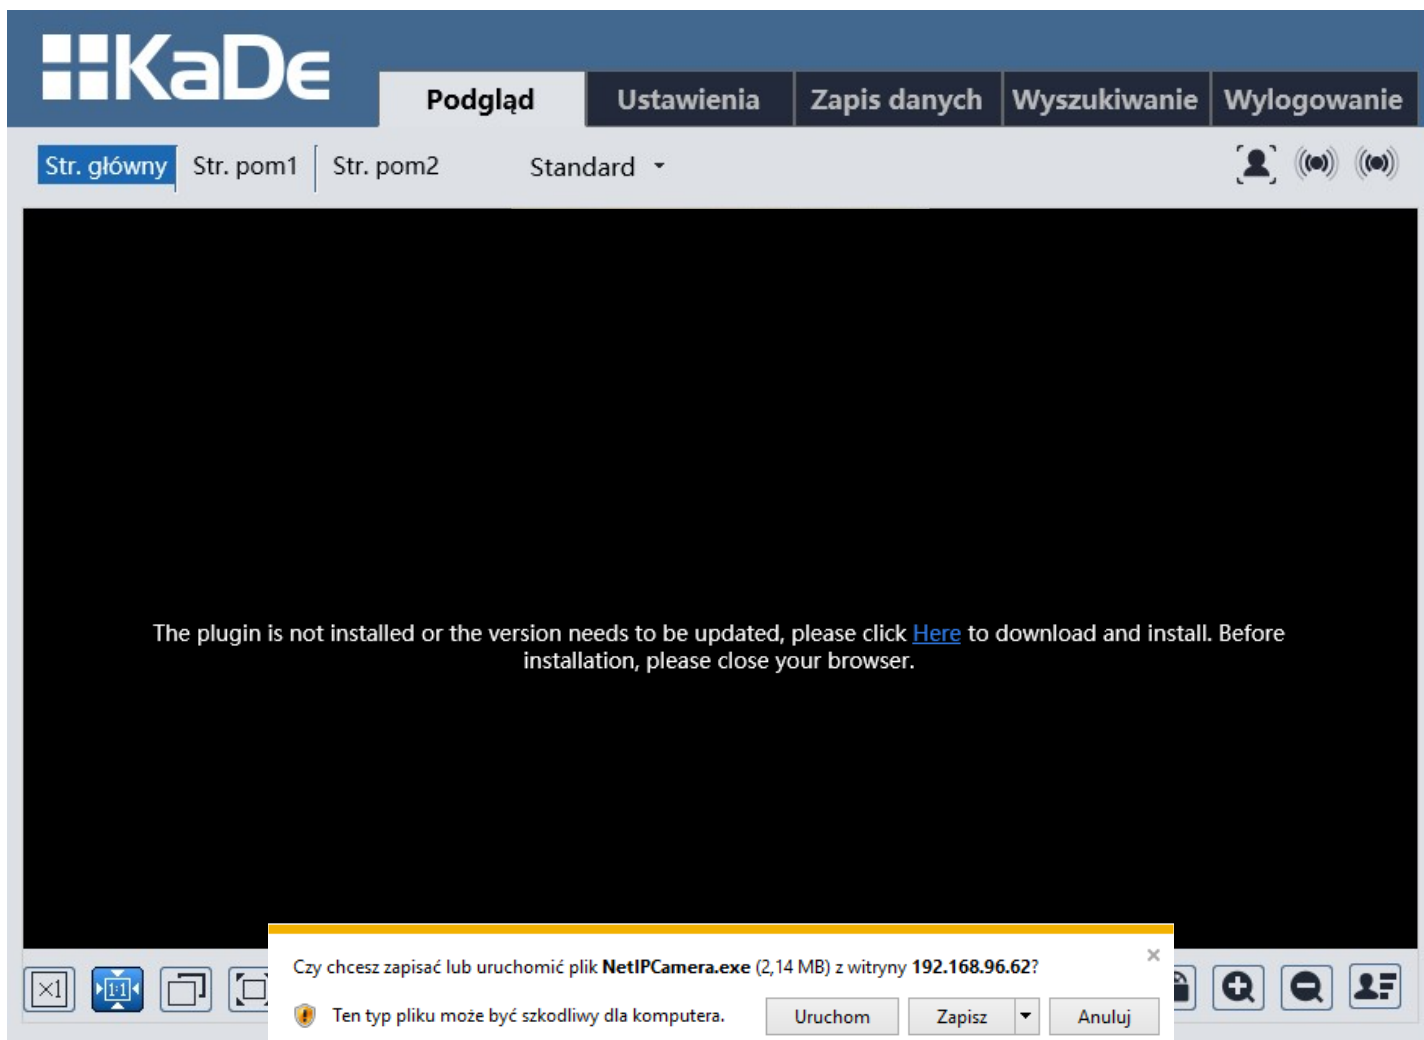 KaDe
Podgląd
Ustawienia
Zapis danych
Wyszukiwanie
Wylogowanie
Str. główny
Str. pom1
Str. pom2
Standard
The plugin is not installed or the version needs to be updated, please click Here to download and install. Before
installation, please close your browser.
×1
1:1
Czy chcesz zapisać lub uruchomić plik NetIPCamera.exe (2,14 MB) z witryny 192.168.96.62?
Ten typ pliku może być szkodliwy dla komputera.
Uruchom
Zapisz
Anuluj